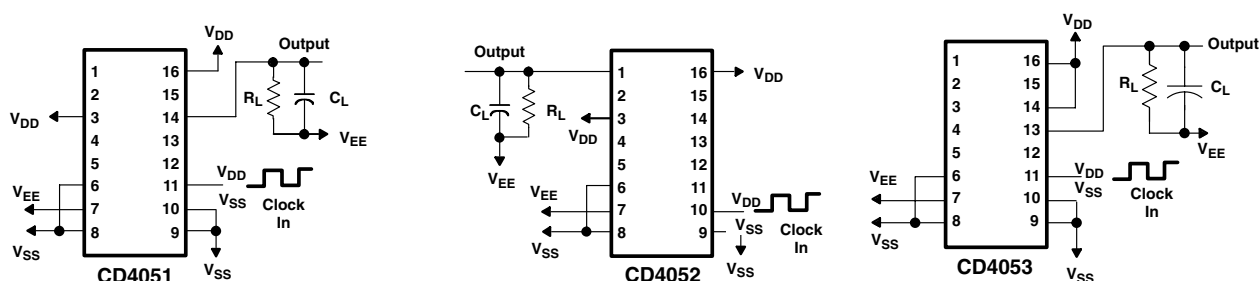 VDD
Output
1 16
2 15
3 14
4 13
5 12
6 11
7 10
8 9
RL CL
VDD
VEE
VDD
VSS
Clock
In
VEE
VSS
VSS
CD4051
Output
1 16
2 15
3 14
4 13
5 12
6 11
7 10
8 9
VDD
CL RL
VDD
VEE
VEE
VDD
VSS
Clock
In
VSS
VSS
CD4052
VDD
Output
1 16
2 15
3 14
4 13
5 12
6 11
7 10
8 9
RL CL
VEE
VDD
VSS
Clock
In
VEE
VSS
VSS
CD4053